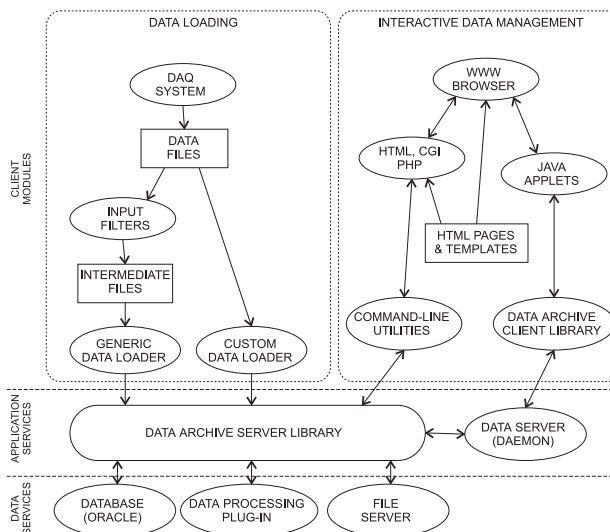 DATA LOADING
INTERACTIVE DATA MANAGEMENT
CLIENT
MODULES
DAQ
SYSTEM
DATA
FILES
INPUT
FILTERS
INTERMEDIATE
FILES
GENERIC
DATA LOADER
CUSTOM
DATA LOADER
WWW
BROWSER
HTML, CGI
PHP
JAVA
APPLETS
HTML PAGES
& TEMPLATES
COMMAND-LINE
UTILITIES
DATA ARCHIVE
CLIENT LIBRARY
APPLICATION
SERVICES
DATA ARCHIVE SERVER LIBRARY
DATA SERVER
(DAEMON)
DATA
SERVICES
DATABASE
(ORACLE)
DATA PROCESSING
PLUG-IN
FILE
SERVER